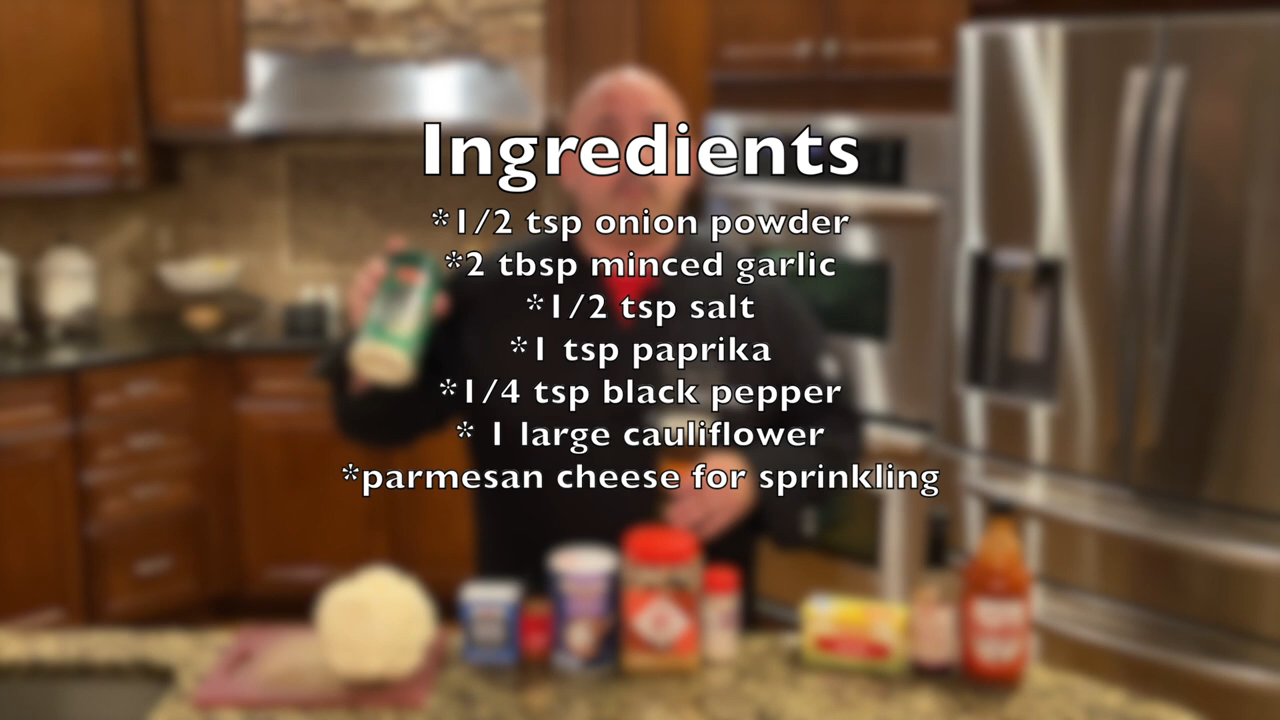 Ingredients
*1/2 tsp onion powder
*2 tbsp minced garlic
*1/2 tsp salt
*1 tsp paprika
*1/4 tsp black pepper
* 1 large cauliflower
*parmesan cheese for sprinkling